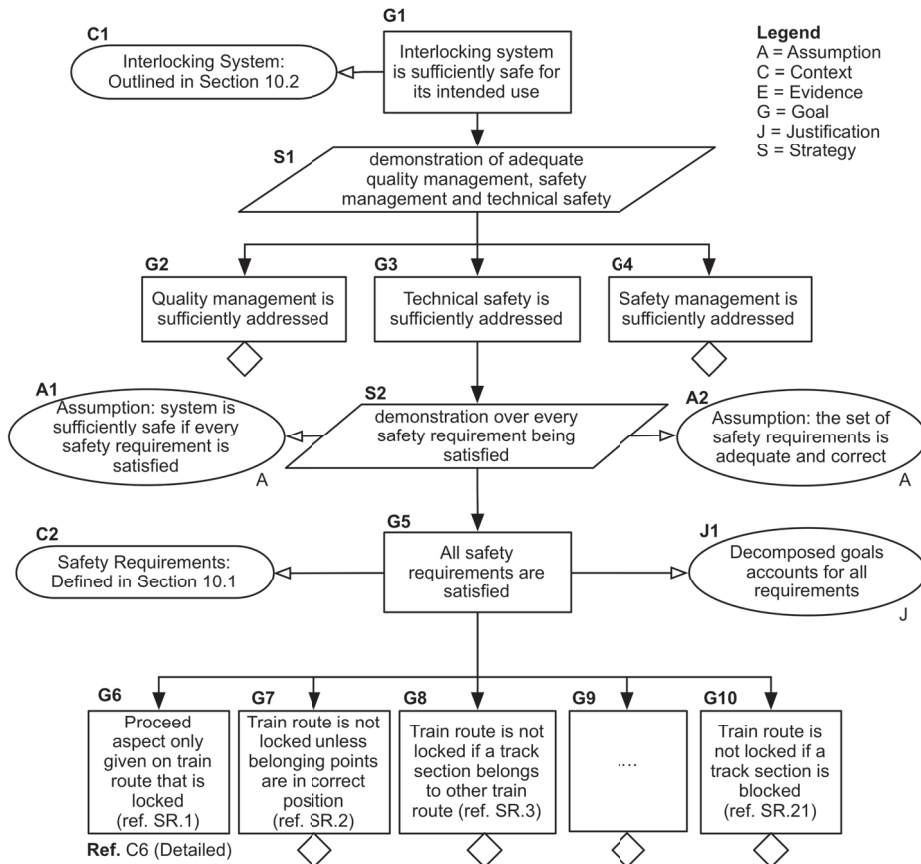 G1
C1
Interlocking System:
Outlined in Section 10.2
Interlocking system
is sufficiently safe for
its intended use
Legend
A = Assumption
C = Context
E = Evidence
G = Goal
J = Justification
S = Strategy
S1
demonstration of adequate
quality management, safety
management and technical safety
G2
Quality management is
sufficiently addressed
G3
Technical safety is
sufficiently addressed
G4
Safety management is
sufficiently addressed
A1
Assumption: system is
sufficiently safe if every
safety requirement is
satisfied
A
S2
demonstration over every
safety requirement being
satisfied
A2
Assumption: the set of
safety requirements is
adequate and correct
A
C2
Safety Requirements:
Defined in Section 10.1
G5
All safety
requirements are
satisfied
J1
Decomposed goals
accounts for all
requirements
J
G6
Proceed
aspect only
given on train
route that is
locked
(ref. SR.1)
Ref. C6 (Detailed)
G7
Train route is not
locked unless
belonging points
are in correct
position
(ref. SR.2)
G8
Train route is not
locked if a track
section belongs
to other train
route (ref. SR.3)
G9
....
G10
Train route is
not locked if a
track section is
blocked
(ref. SR.21)